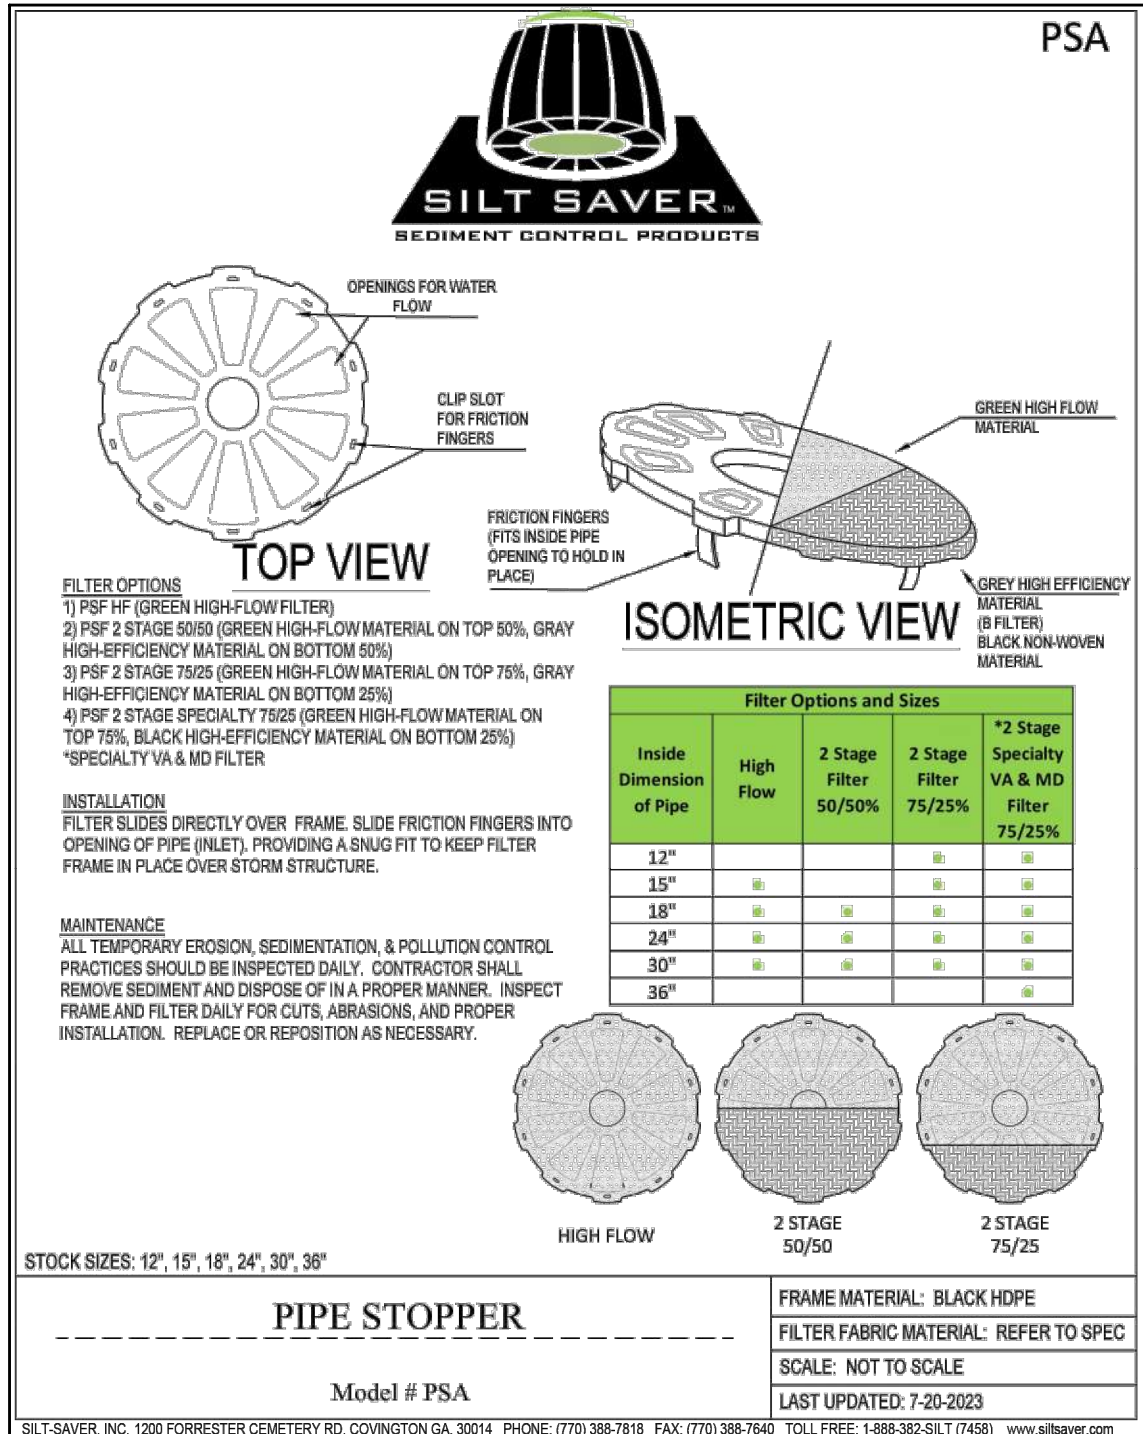 PSA
SILT SAVER™
SEDIMENT CONTROL PRODUCTS
OPENINGS FOR WATER
FLOW
CLIP SLOT
FOR FRICTION
FINGERS
TOP VIEW
GREEN HIGH FLOW
MATERIAL
FRICTION FINGERS
(FITS INSIDE PIPE
OPENING TO HOLD IN
PLACE)
GREY HIGH EFFICIENCY
MATERIAL
(B FILTER)
BLACK NON-WOVEN
MATERIAL
ISOMETRIC VIEW
FILTER OPTIONS
1) PSF HF (GREEN HIGH-FLOW FILTER)
2) PSF 2 STAGE 50/50 (GREEN HIGH-FLOW MATERIAL ON TOP 50%, GRAY
HIGH-EFFICIENCY MATERIAL ON BOTTOM 50%)
3) PSF 2 STAGE 75/25 (GREEN HIGH-FLOW MATERIAL ON TOP 75%, GRAY
HIGH-EFFICIENCY MATERIAL ON BOTTOM 25%)
4) PSF 2 STAGE SPECIALTY 75/25 (GREEN HIGH-FLOW MATERIAL ON
TOP 75%, BLACK HIGH-EFFICIENCY MATERIAL ON BOTTOM 25%)
*SPECIALTY VA & MD FILTER
INSTALLATION
FILTER SLIDES DIRECTLY OVER FRAME. SLIDE FRICTION FINGERS INTO
OPENING OF PIPE (INLET). PROVIDING A SNUG FIT TO KEEP FILTER
FRAME IN PLACE OVER STORM STRUCTURE.
MAINTENANCE
ALL TEMPORARY EROSION, SEDIMENTATION, & POLLUTION CONTROL
PRACTICES SHOULD BE INSPECTED DAILY. CONTRACTOR SHALL
REMOVE SEDIMENT AND DISPOSE OF IN A PROPER MANNER. INSPECT
FRAME AND FILTER DAILY FOR CUTS, ABRASIONS, AND PROPER
INSTALLATION. REPLACE OR REPOSITION AS NECESSARY.
Filter Options and Sizes
Inside
Dimension
of Pipe
High
Flow
2 Stage
Filter
50/50%
2 Stage
Filter
75/25%
*2 Stage
Specialty
VA & MD
Filter
75/25%
12"
15"
18"
24"
30"
36"
HIGH FLOW
2 STAGE
50/50
2 STAGE
75/25
STOCK SIZES: 12", 15", 18", 24", 30", 36"
PIPE STOPPER
Model # PSA
FRAME MATERIAL: BLACK HDPE
FILTER FABRIC MATERIAL: REFER TO SPEC
SCALE: NOT TO SCALE
LAST UPDATED: 7-20-2023
SILT-SAVER, INC. 1200 FORRESTER CEMETERY RD. COVINGTON GA. 30014 PHONE: (770) 388-7818 FAX: (770) 388-7640 TOLL FREE: 1-888-382-SILT (7458) www.siltsaver.com